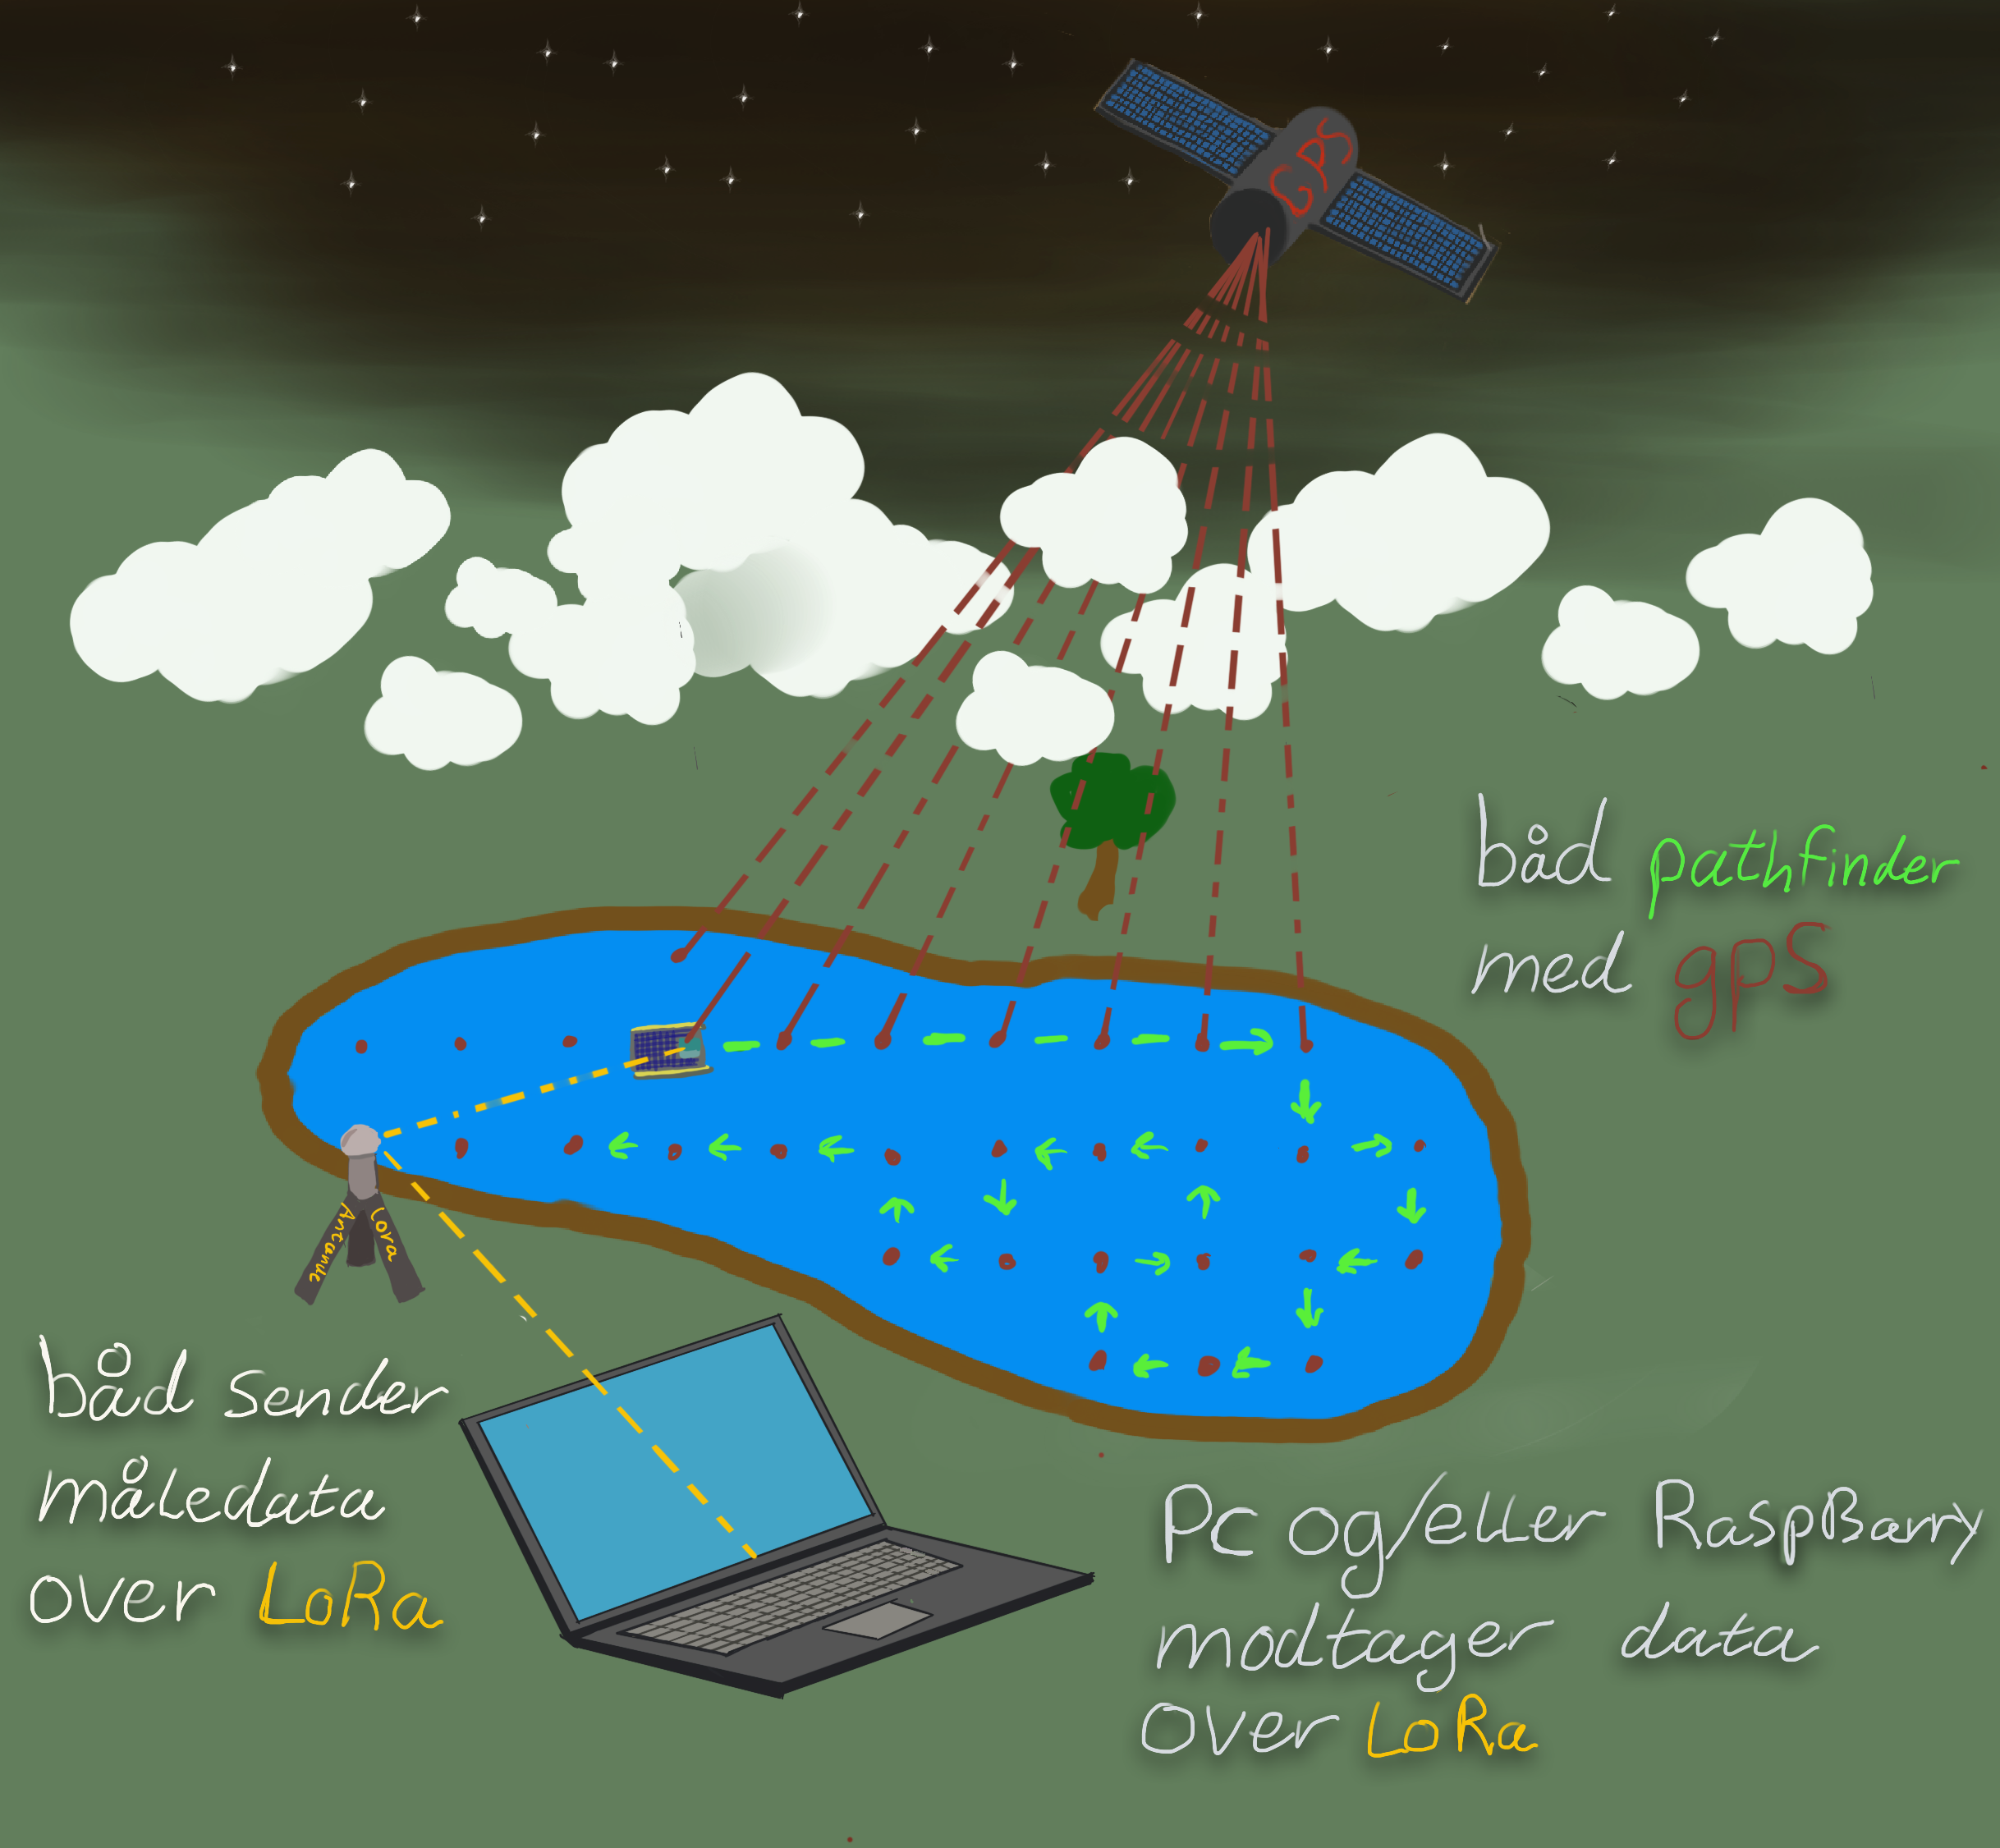 GPS
båd pathfinder
med gps
Lora
Antanne
båd sender
måledata
over LoRa
PC og/eller RaspBarry
modtager data
over LoRa